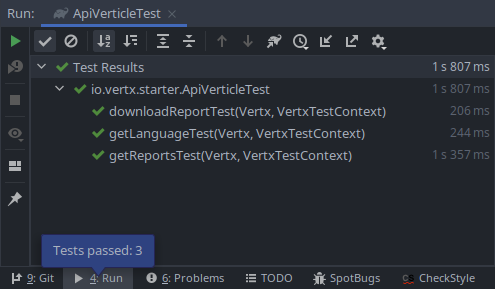 Run: ApiVerticleTest
Test Results 1 s 807 ms
io.vertx.starter.ApiVerticleTest 1 s 807 ms
downloadReportTest(Vertx, VertxTestContext) 206 ms
getLanguageTest(Vertx, VertxTestContext) 244 ms
getReportsTest(Vertx, VertxTestContext) 1 s 357 ms
Tests passed: 3
9: Git 4: Run 6: Problems TODO SpotBugs CheckStyle